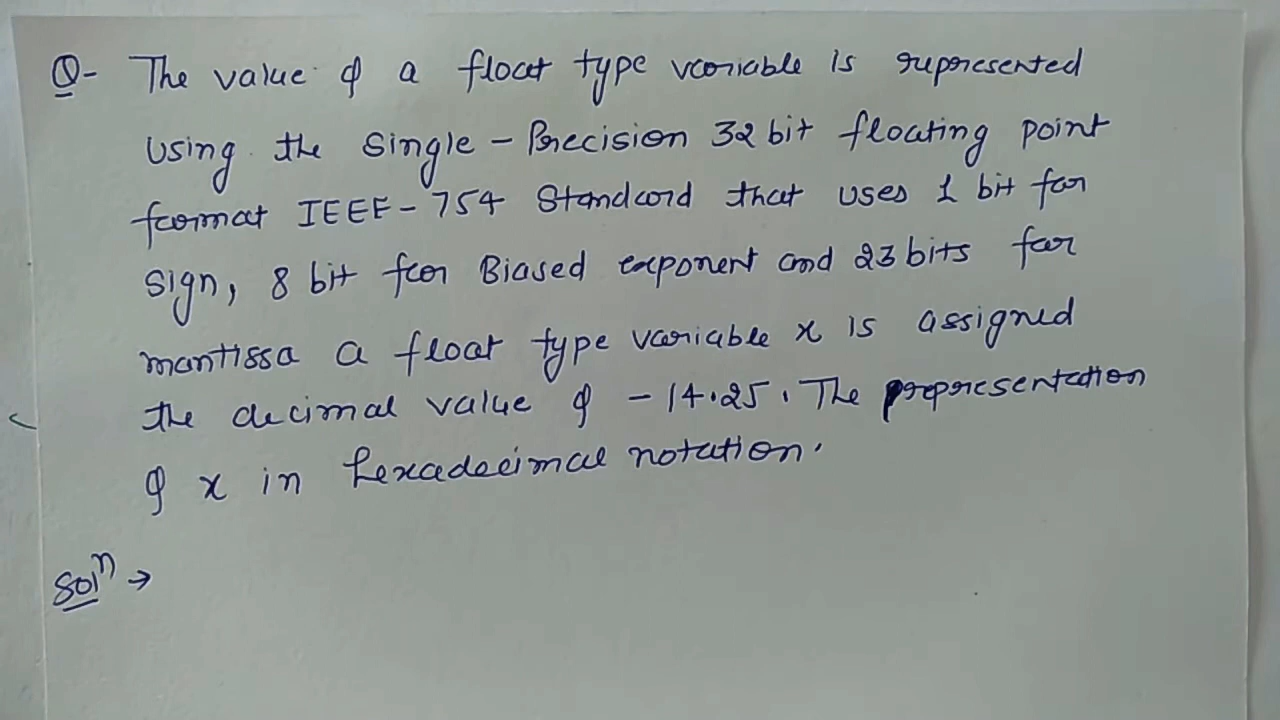 Q- The value of a float type variable is represented
using the single-Precision 32 bit floating point
format IEEE-754 Standard that uses 1 bit for
sign, 8 bit for Biased exponent and 23 bits for
mantissa a float type variable x is assigned
the decimal value of -14.25. The representation
of x in hexadecimal notation.
Solⁿ →